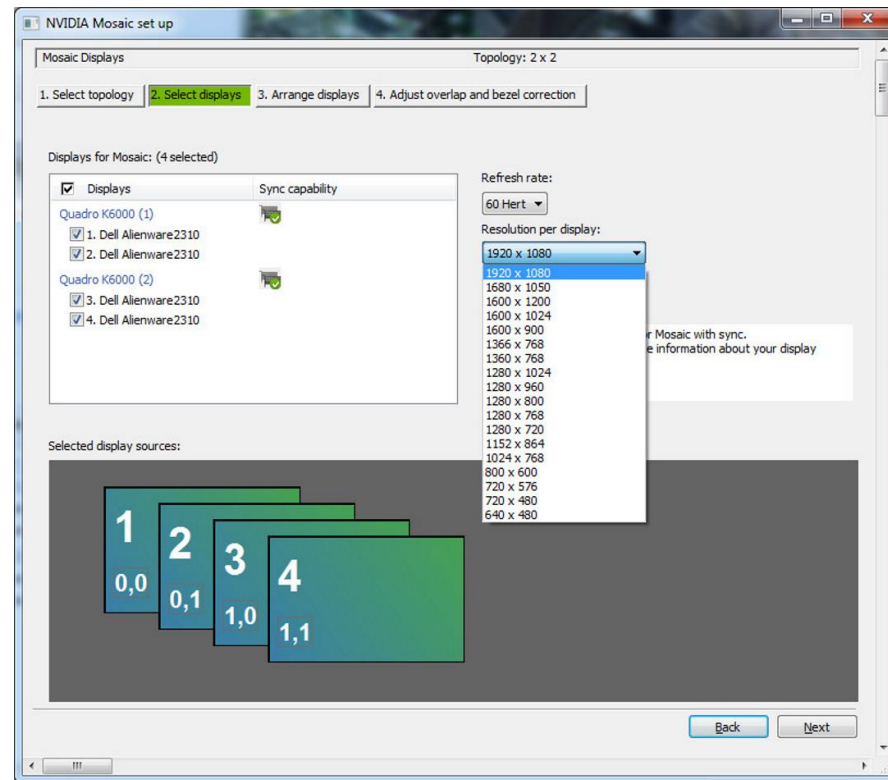 NVIDIA Mosaic set up
Mosaic Displays Topology: 2 x 2
1. Select topology 2. Select displays 3. Arrange displays 4. Adjust overlap and bezel correction
Displays for Mosaic: (4 selected)
Displays Sync capability
Quadro K6000 (1)
1. Dell Alienware2310
2. Dell Alienware2310
Quadro K6000 (2)
3. Dell Alienware2310
4. Dell Alienware2310
Refresh rate:
60 Hert
Resolution per display:
1920 x 1080
1920 x 1080
1680 x 1050
1600 x 1200
1600 x 1024
1600 x 900
1366 x 768
1360 x 768
1280 x 1024
1280 x 960
1280 x 800
1280 x 768
1280 x 720
1152 x 864
1024 x 768
800 x 600
720 x 576
720 x 480
640 x 480
r Mosaic with sync.
e information about your display
Selected display sources:
1
0,0
2
0,1
3
1,0
4
1,1
Back Next